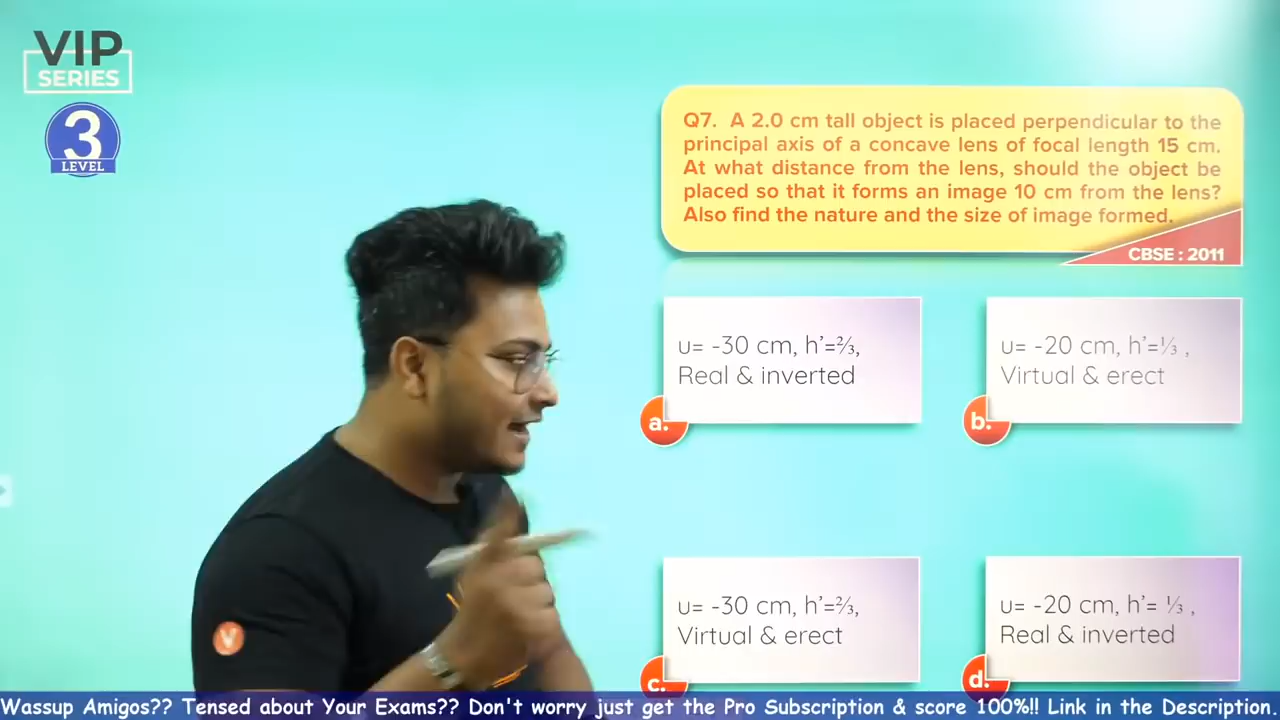 VIP
SERIES
3
LEVEL
Q7. A 2.0 cm tall object is placed perpendicular to the
principal axis of a concave lens of focal length 15 cm.
At what distance from the lens, should the object be
placed so that it forms an image 10 cm from the lens?
Also find the nature and the size of image formed.
CBSE : 2011
u= -30 cm, h’=⅔,
Real & inverted
a.
u= -20 cm, h’=⅓ ,
Virtual & erect
b.
u= -30 cm, h’=⅔,
Virtual & erect
c.
u= -20 cm, h’= ⅓ ,
Real & inverted
d.
V
Wassup Amigos?? Tensed about Your Exams?? Don't worry just get the Pro Subscription & score 100%!! Link in the Description.